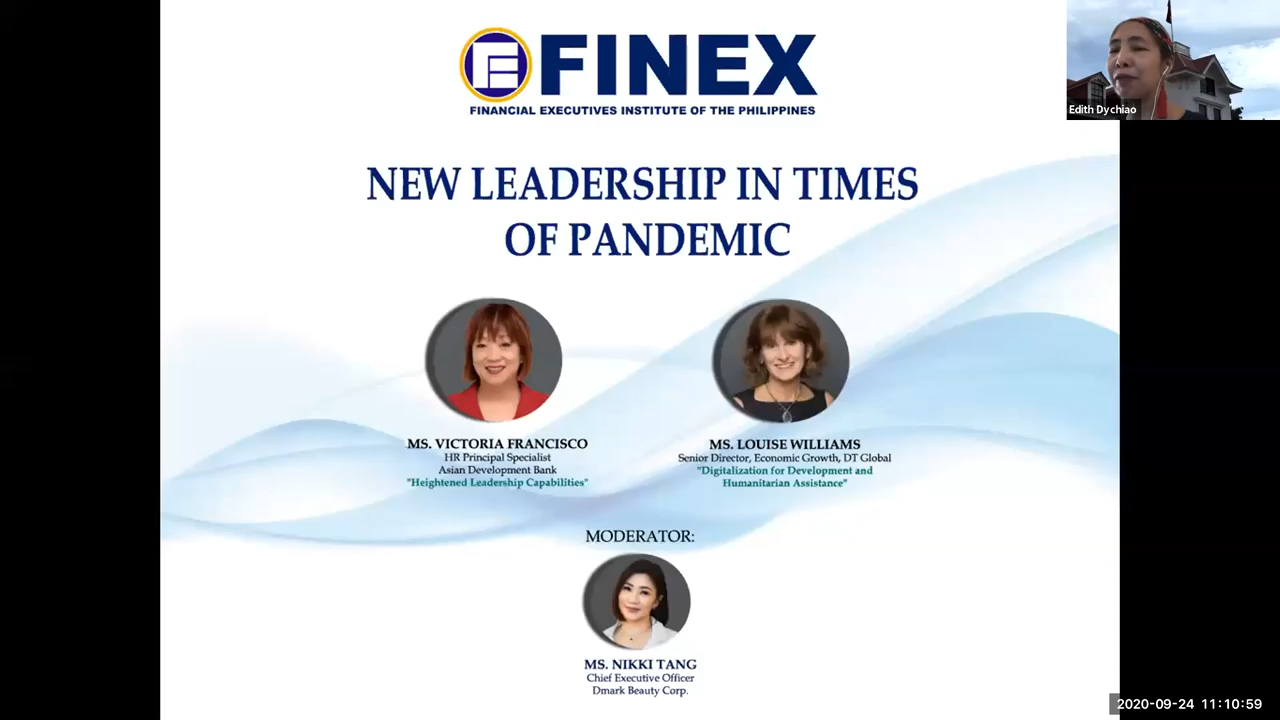 FINEX
FINANCIAL EXECUTIVES INSTITUTE OF THE PHILIPPINES
Edith Dychiao
NEW LEADERSHIP IN TIMES
OF PANDEMIC
MS. VICTORIA FRANCISCO
HR Principal Specialist
Asian Development Bank
"Heightened Leadership Capabilities"
MS. LOUISE WILLIAMS
Senior Director, Economic Growth, DT Global
"Digitalization for Development and
Humanitarian Assistance"
MODERATOR:
MS. NIKKI TANG
Chief Executive Officer
Dmark Beauty Corp.
2020-09-24 11:10:59